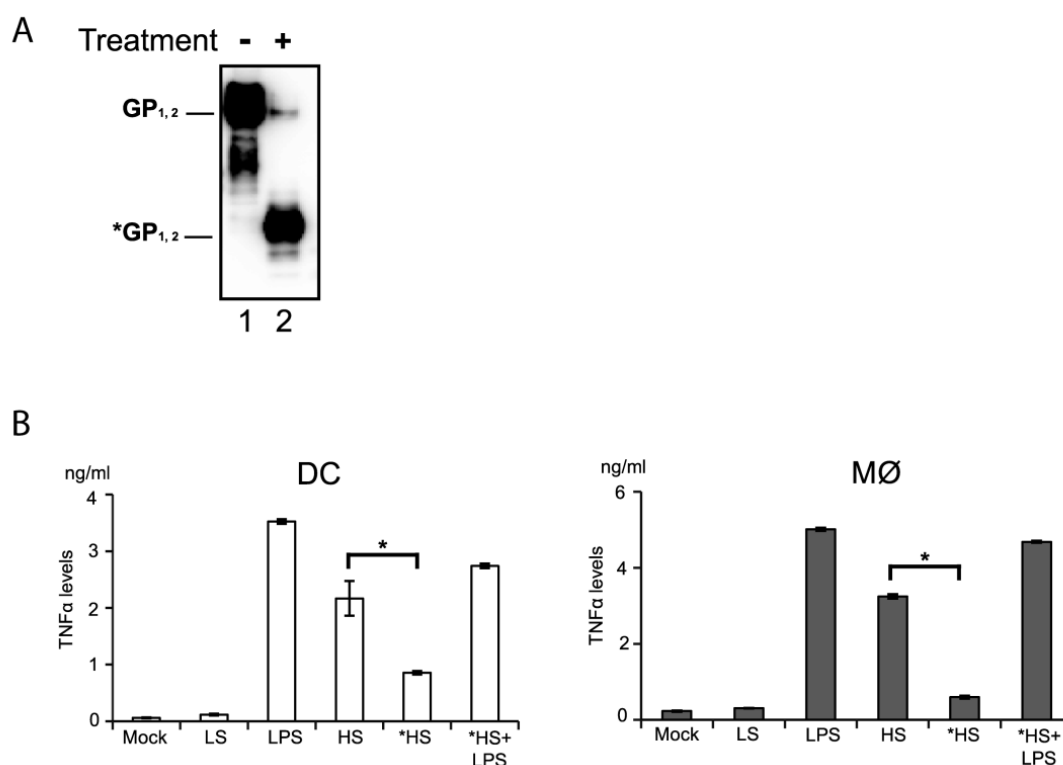 A
Treatment - +
GP1, 2
*GP1, 2
1 2
B
DC
ng/ml
TNFα levels
4
3
2
1
0
Mock LS LPS HS *HS *HS+
LPS
*
MØ
ng/ml
TNFα levels
6
4
2
0
Mock LS LPS HS *HS *HS+
LPS
*